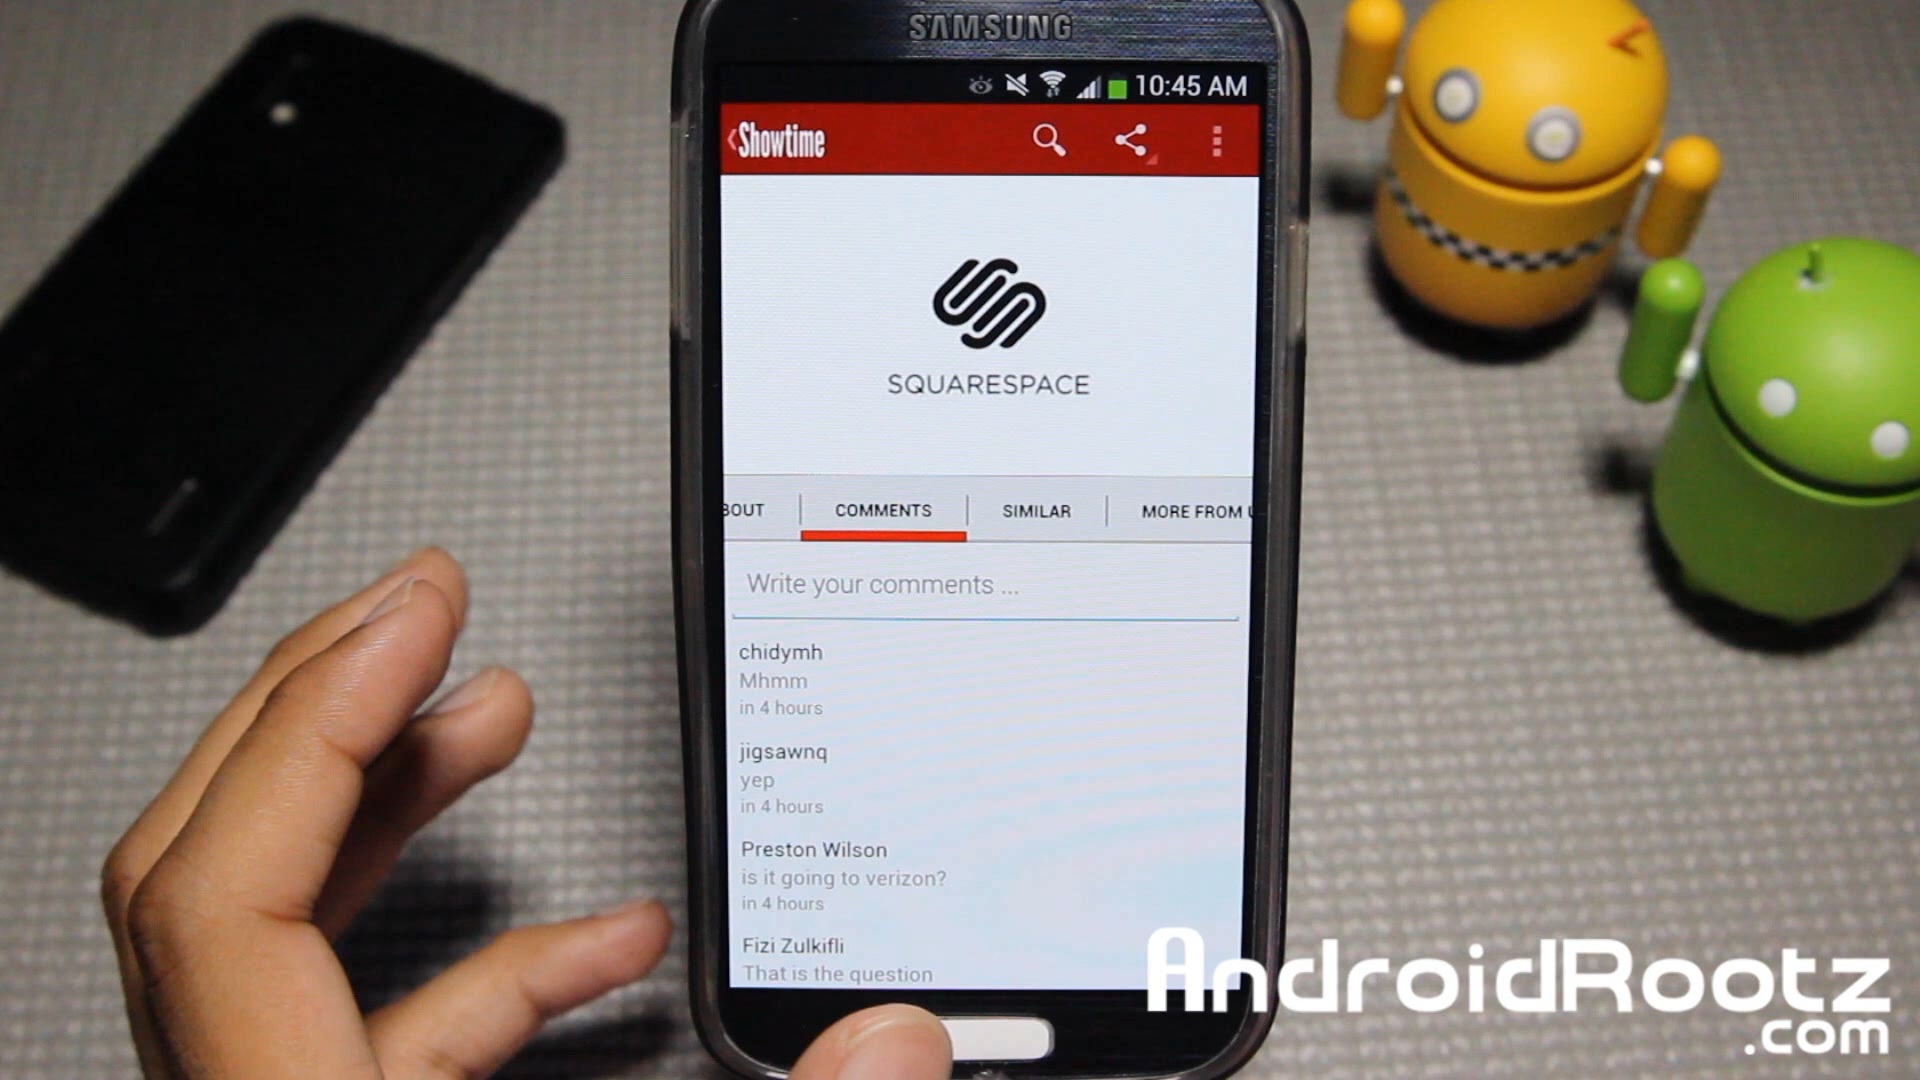 SAMSUNG
10:45 AM
Showtime
SQUARESPACE
BOUT
COMMENTS
SIMILAR
MORE FROM U
Write your comments ...
chidymh
Mhmm
in 4 hours
jigsawnq
yep
in 4 hours
Preston Wilson
is it going to verizon?
in 4 hours
Fizi Zulkifli
That is the question
AndroidRootz
.com